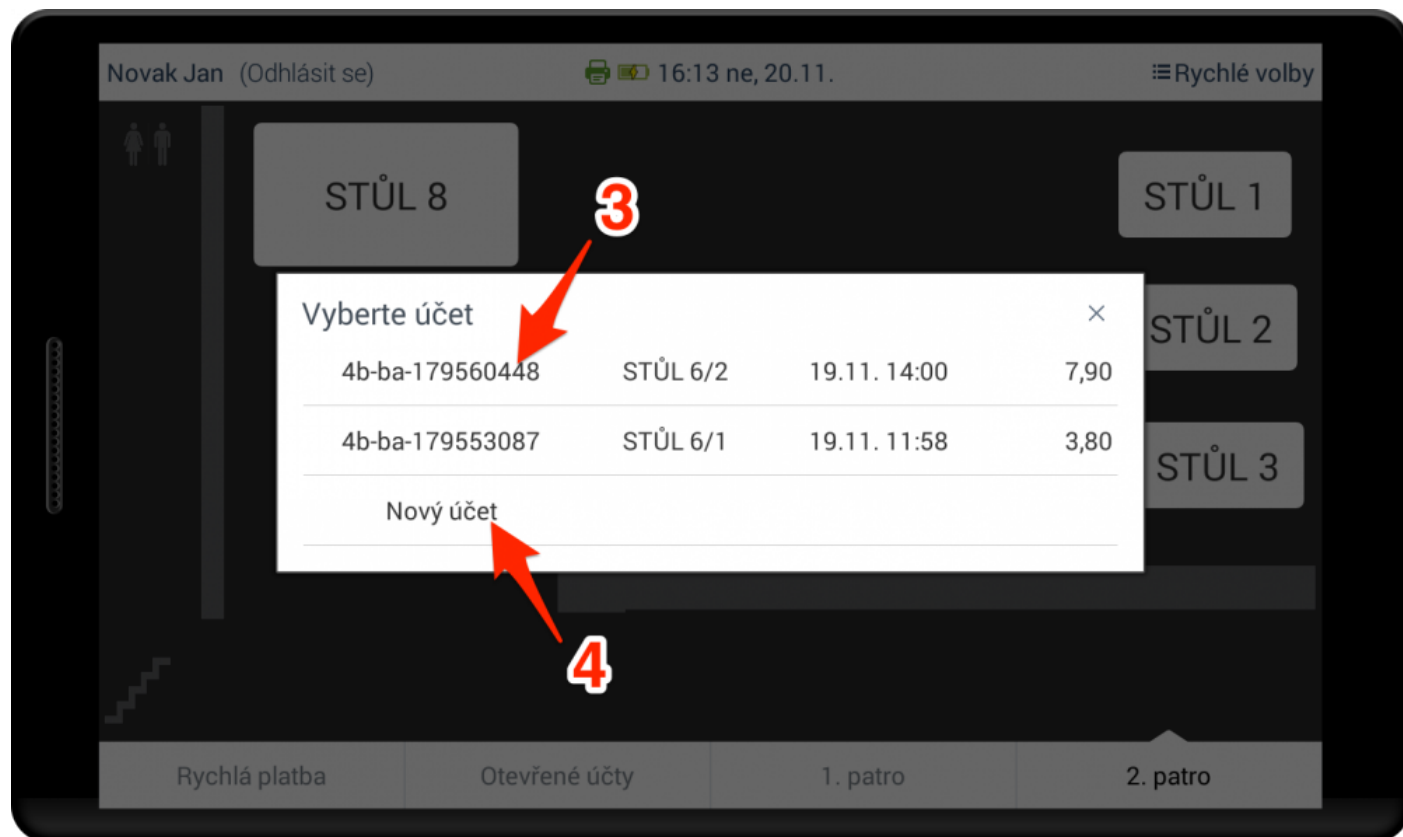 Novak Jan (Odhlásit se) 16:13 ne, 20.11. Rychlé volby
STŮL 8
STŮL 1
3
Vyberte účet ×
STŮL 2
4b-ba-179560448 STŮL 6/2 19.11. 14:00 7,90
4b-ba-179553087 STŮL 6/1 19.11. 11:58 3,80
STŮL 3
Nový účet
4
Rychlá platba Otevřené účty 1. patro 2. patro